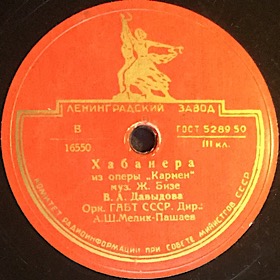 ЛЕНИНГРАДСКИЙ ЗАВОД
В
16550
ГОСТ 5289-50
III кл.
Хабанера
из оперы „Кармен"
муз. Ж. Бизе
В. А. Давыдова
Орк. ГАБТ СССР. Дир.:
А.Ш.Мелик-Пашаев
КОМИТЕТ РАДИОИНФОРМАЦИИ ПРИ СОВЕТЕ МИНИСТРОВ СССР